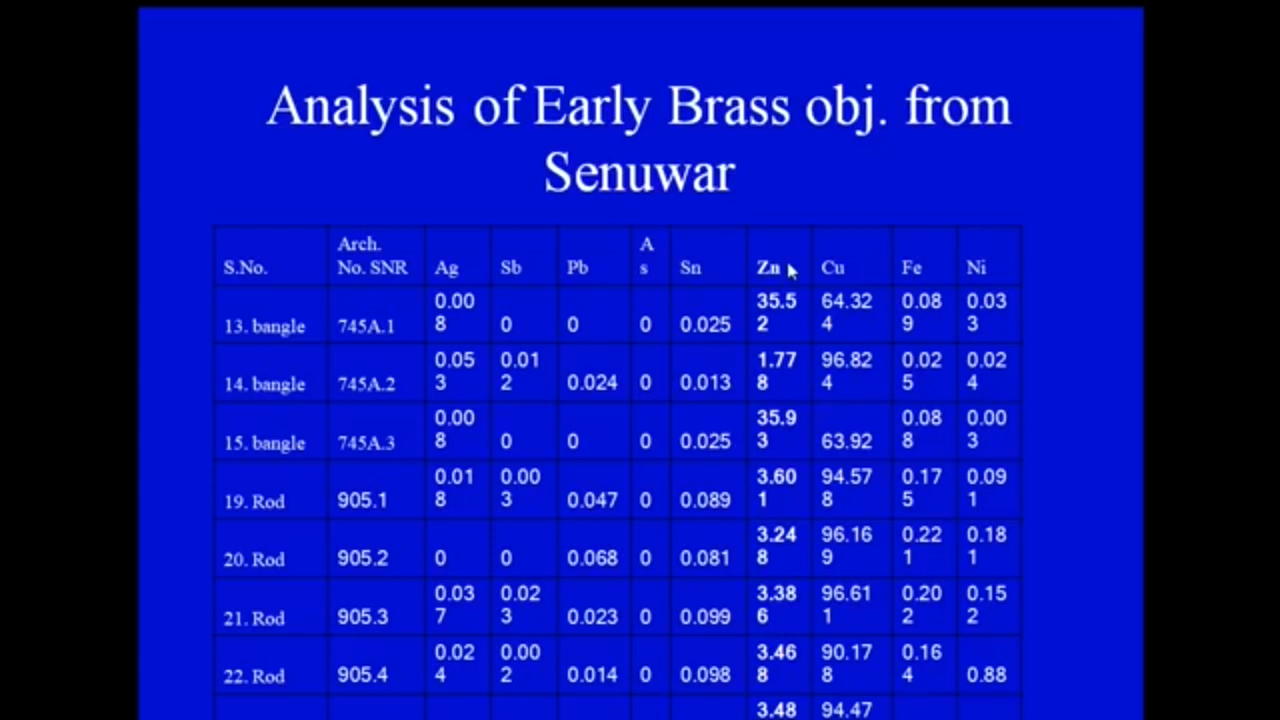 Analysis of Early Brass obj. from
Senuwar
S.No. Arch. No. SNR Ag Sb Pb As Sn Zn Cu Fe Ni
13. bangle 745A.1 0.008 0 0 0 0.025 35.52 64.324 0.089 0.033
14. bangle 745A.2 0.053 0.012 0.024 0 0.013 1.778 96.824 0.025 0.024
15. bangle 745A.3 0.008 0 0 0 0.025 35.93 63.92 0.088 0.003
19. Rod 905.1 0.018 0.003 0.047 0 0.089 3.601 94.578 0.175 0.091
20. Rod 905.2 0 0 0.068 0 0.081 3.248 96.169 0.221 0.181
21. Rod 905.3 0.037 0.023 0.023 0 0.099 3.386 96.611 0.202 0.152
22. Rod 905.4 0.024 0.002 0.014 0 0.098 3.468 90.178 0.164 0.88
3.48 94.47